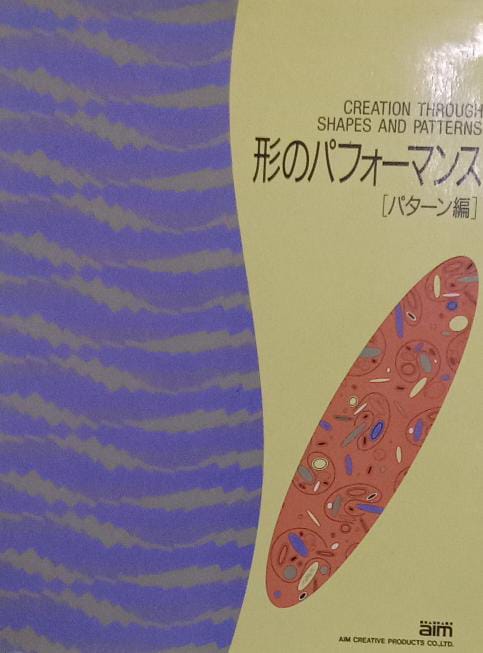 CREATION THROUGH
SHAPES AND PATTERNS
形のパフォーマンス
[パターン編]
aim
AIM CREATIVE PRODUCTS CO.,LTD.